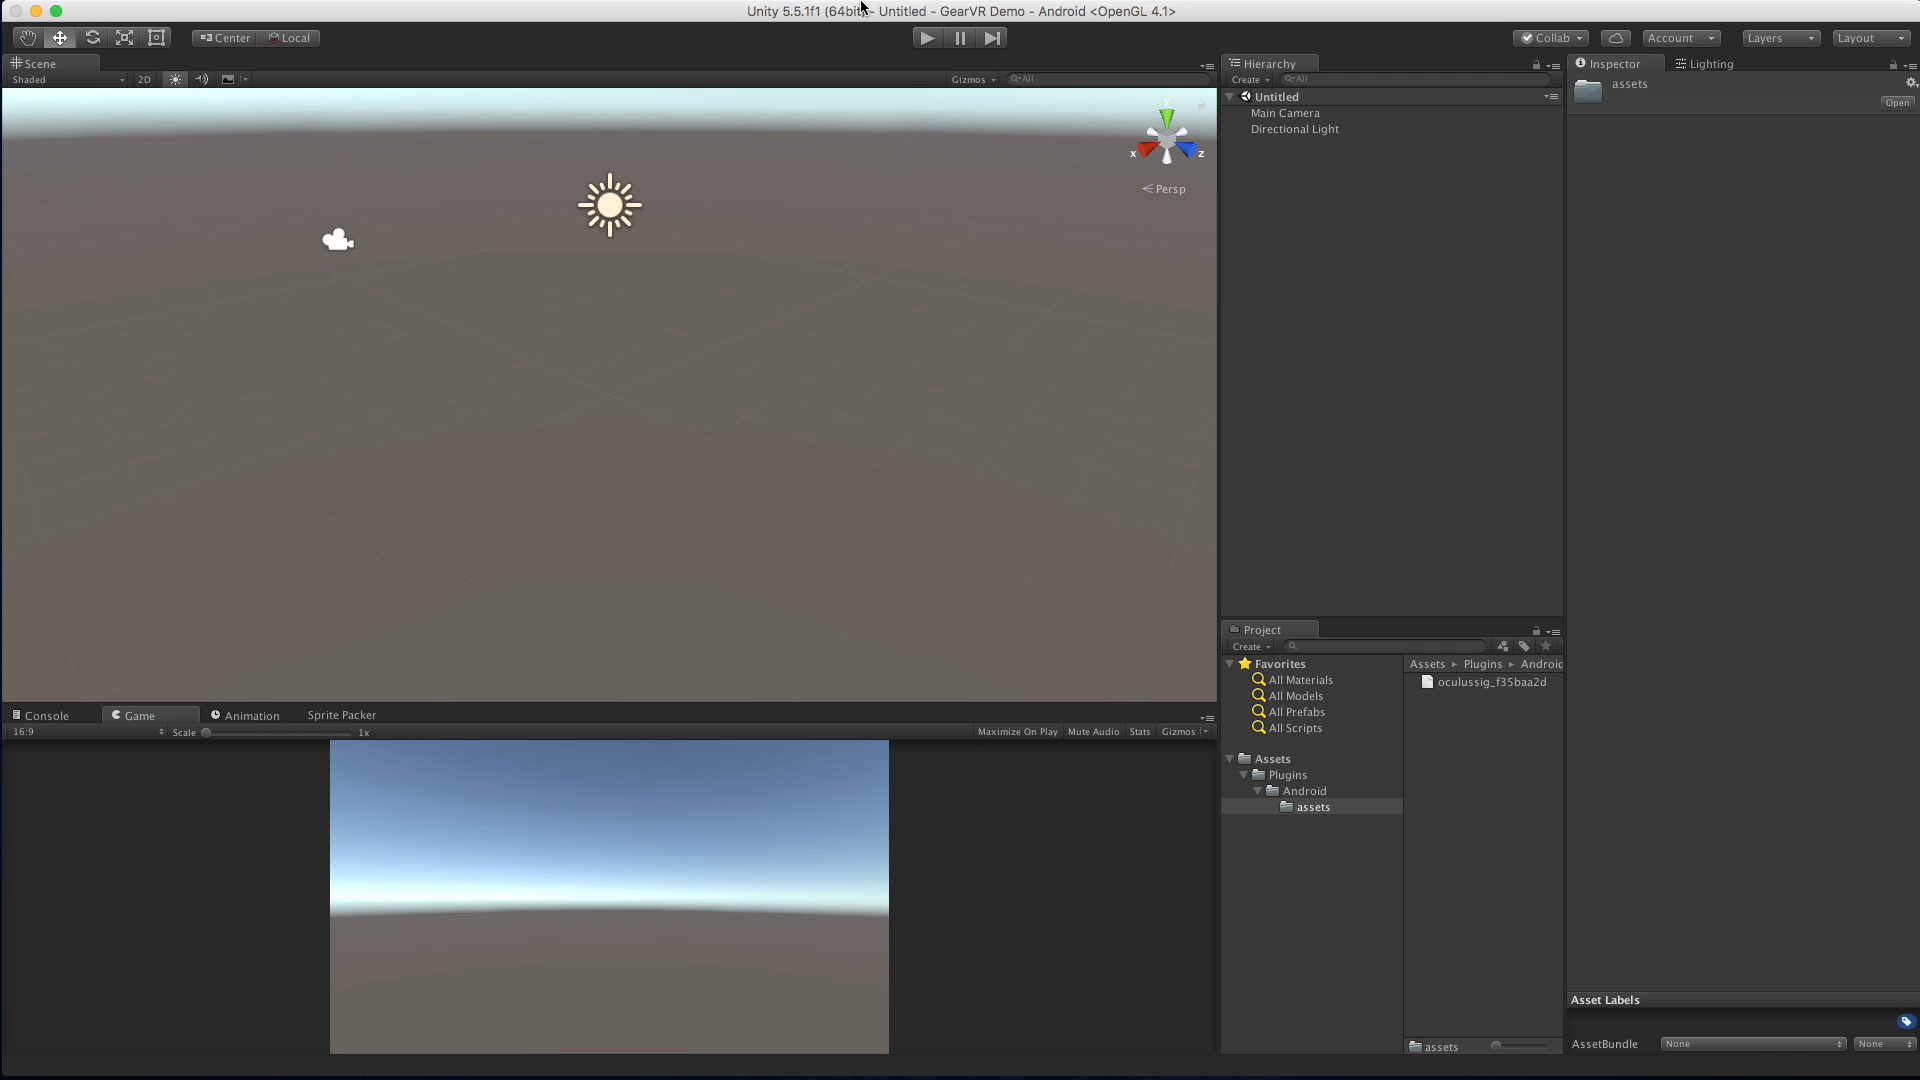 Unity 5.5.1f1 (64bit) - Untitled - GearVR Demo - Android <OpenGL 4.1>
Center Local
Collab Account Layers Layout
Scene
Shaded 2D Gizmos All
y
x z
Persp
Hierarchy
Create All
Untitled
Main Camera
Directional Light
Inspector Lighting
assets
Open
Console Game Animation Sprite Packer
16:9 Scale 1x Maximize On Play Mute Audio Stats Gizmos
Project
Create
Favorites
All Materials
All Models
All Prefabs
All Scripts
Assets
Plugins
Android
assets
Assets Plugins Android
oculussig_f35baa2d
assets
Asset Labels
AssetBundle None None